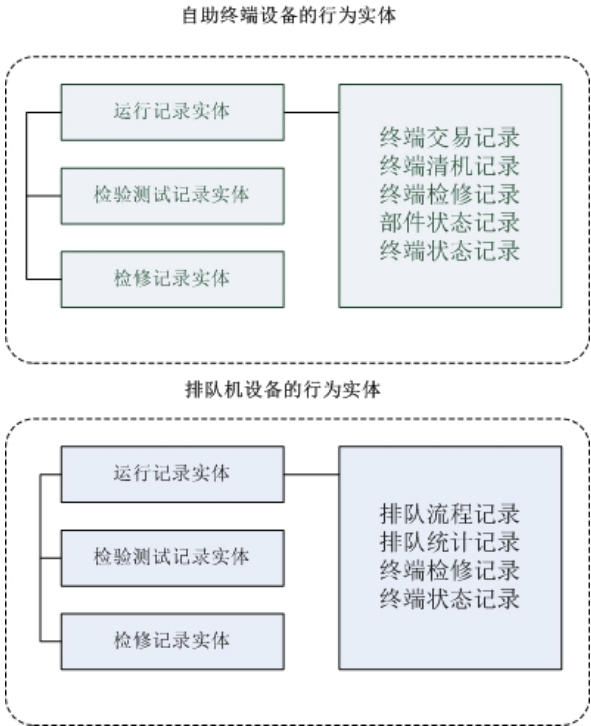 自助终端设备的行为实体
运行记录实体
检验测试记录实体
检修记录实体
终端交易记录
终端清机记录
终端检修记录
部件状态记录
终端状态记录
排队机设备的行为实体
运行记录实体
检验测试记录实体
检修记录实体
排队流程记录
排队统计记录
终端检修记录
终端状态记录